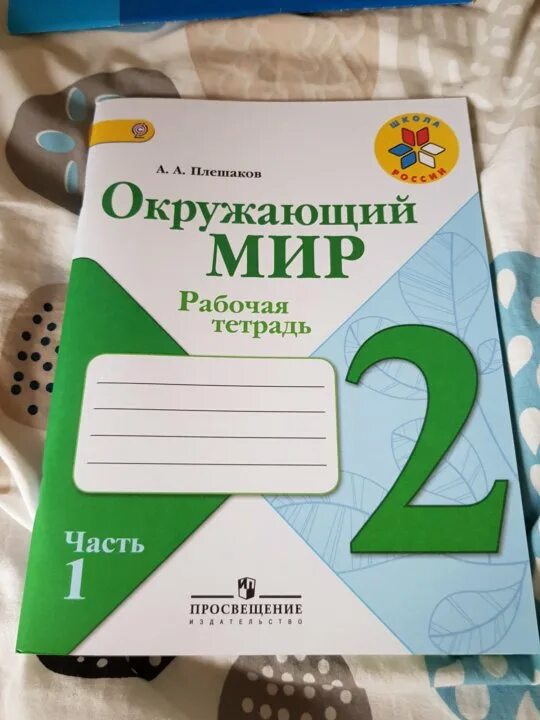 ШКОЛА
РОССИИ
А. А. Плешаков
Окружающий
МИР
Рабочая
тетрадь
2
Часть
1
ПРОСВЕЩЕНИЕ
ИЗДАТЕЛЬСТВО